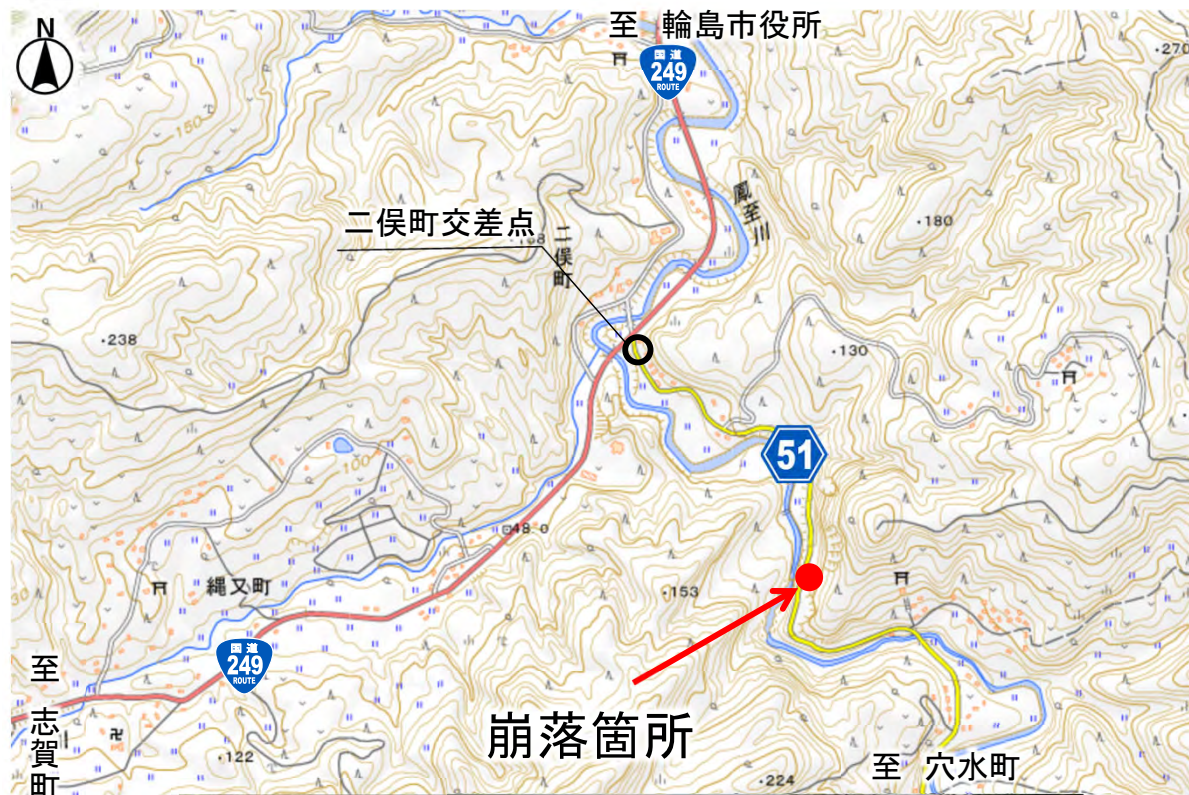 N
至 輪島市役所
国道
249
ROUTE
・270
150
鳳至川
・180
二俣町交差点
二俣町
・238
・130
51
100
48.0
縄又町
・153
国道
249
ROUTE
至 志賀町
崩落箇所
・122
・224
至 穴水町